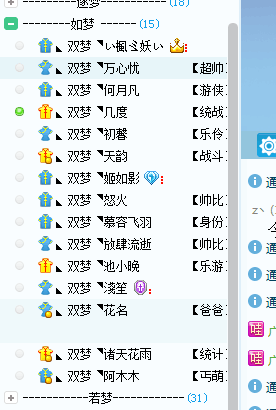 ---------逐梦---------(18)
---------如梦 --------- (15)
双梦 ◥い楓ミ妖い
双梦 ◥万心忧 【超帅】
双梦 ◥何月凡 【游侠】
双梦 ◥几度 【统战】
双梦 ◥初馨 【乐伶】
双梦 ◥天韵 【战斗】
双梦 ◥姬如影
双梦 ◥怒火 【帅比】
双梦 ◥慕容飞羽 【身份】
双梦 ◥放肆流逝 【帅比】
双梦 ◥池小晚 【乐游】
双梦 ◥淺笙
双梦 ◥花名 【爸爸】
双梦 ◥诸天花雨 【统计】
双梦 ◥阿木木 【丐萌】
-----------若梦------------- (31)
通
z丶 (
通
通
通
广
广
通
通